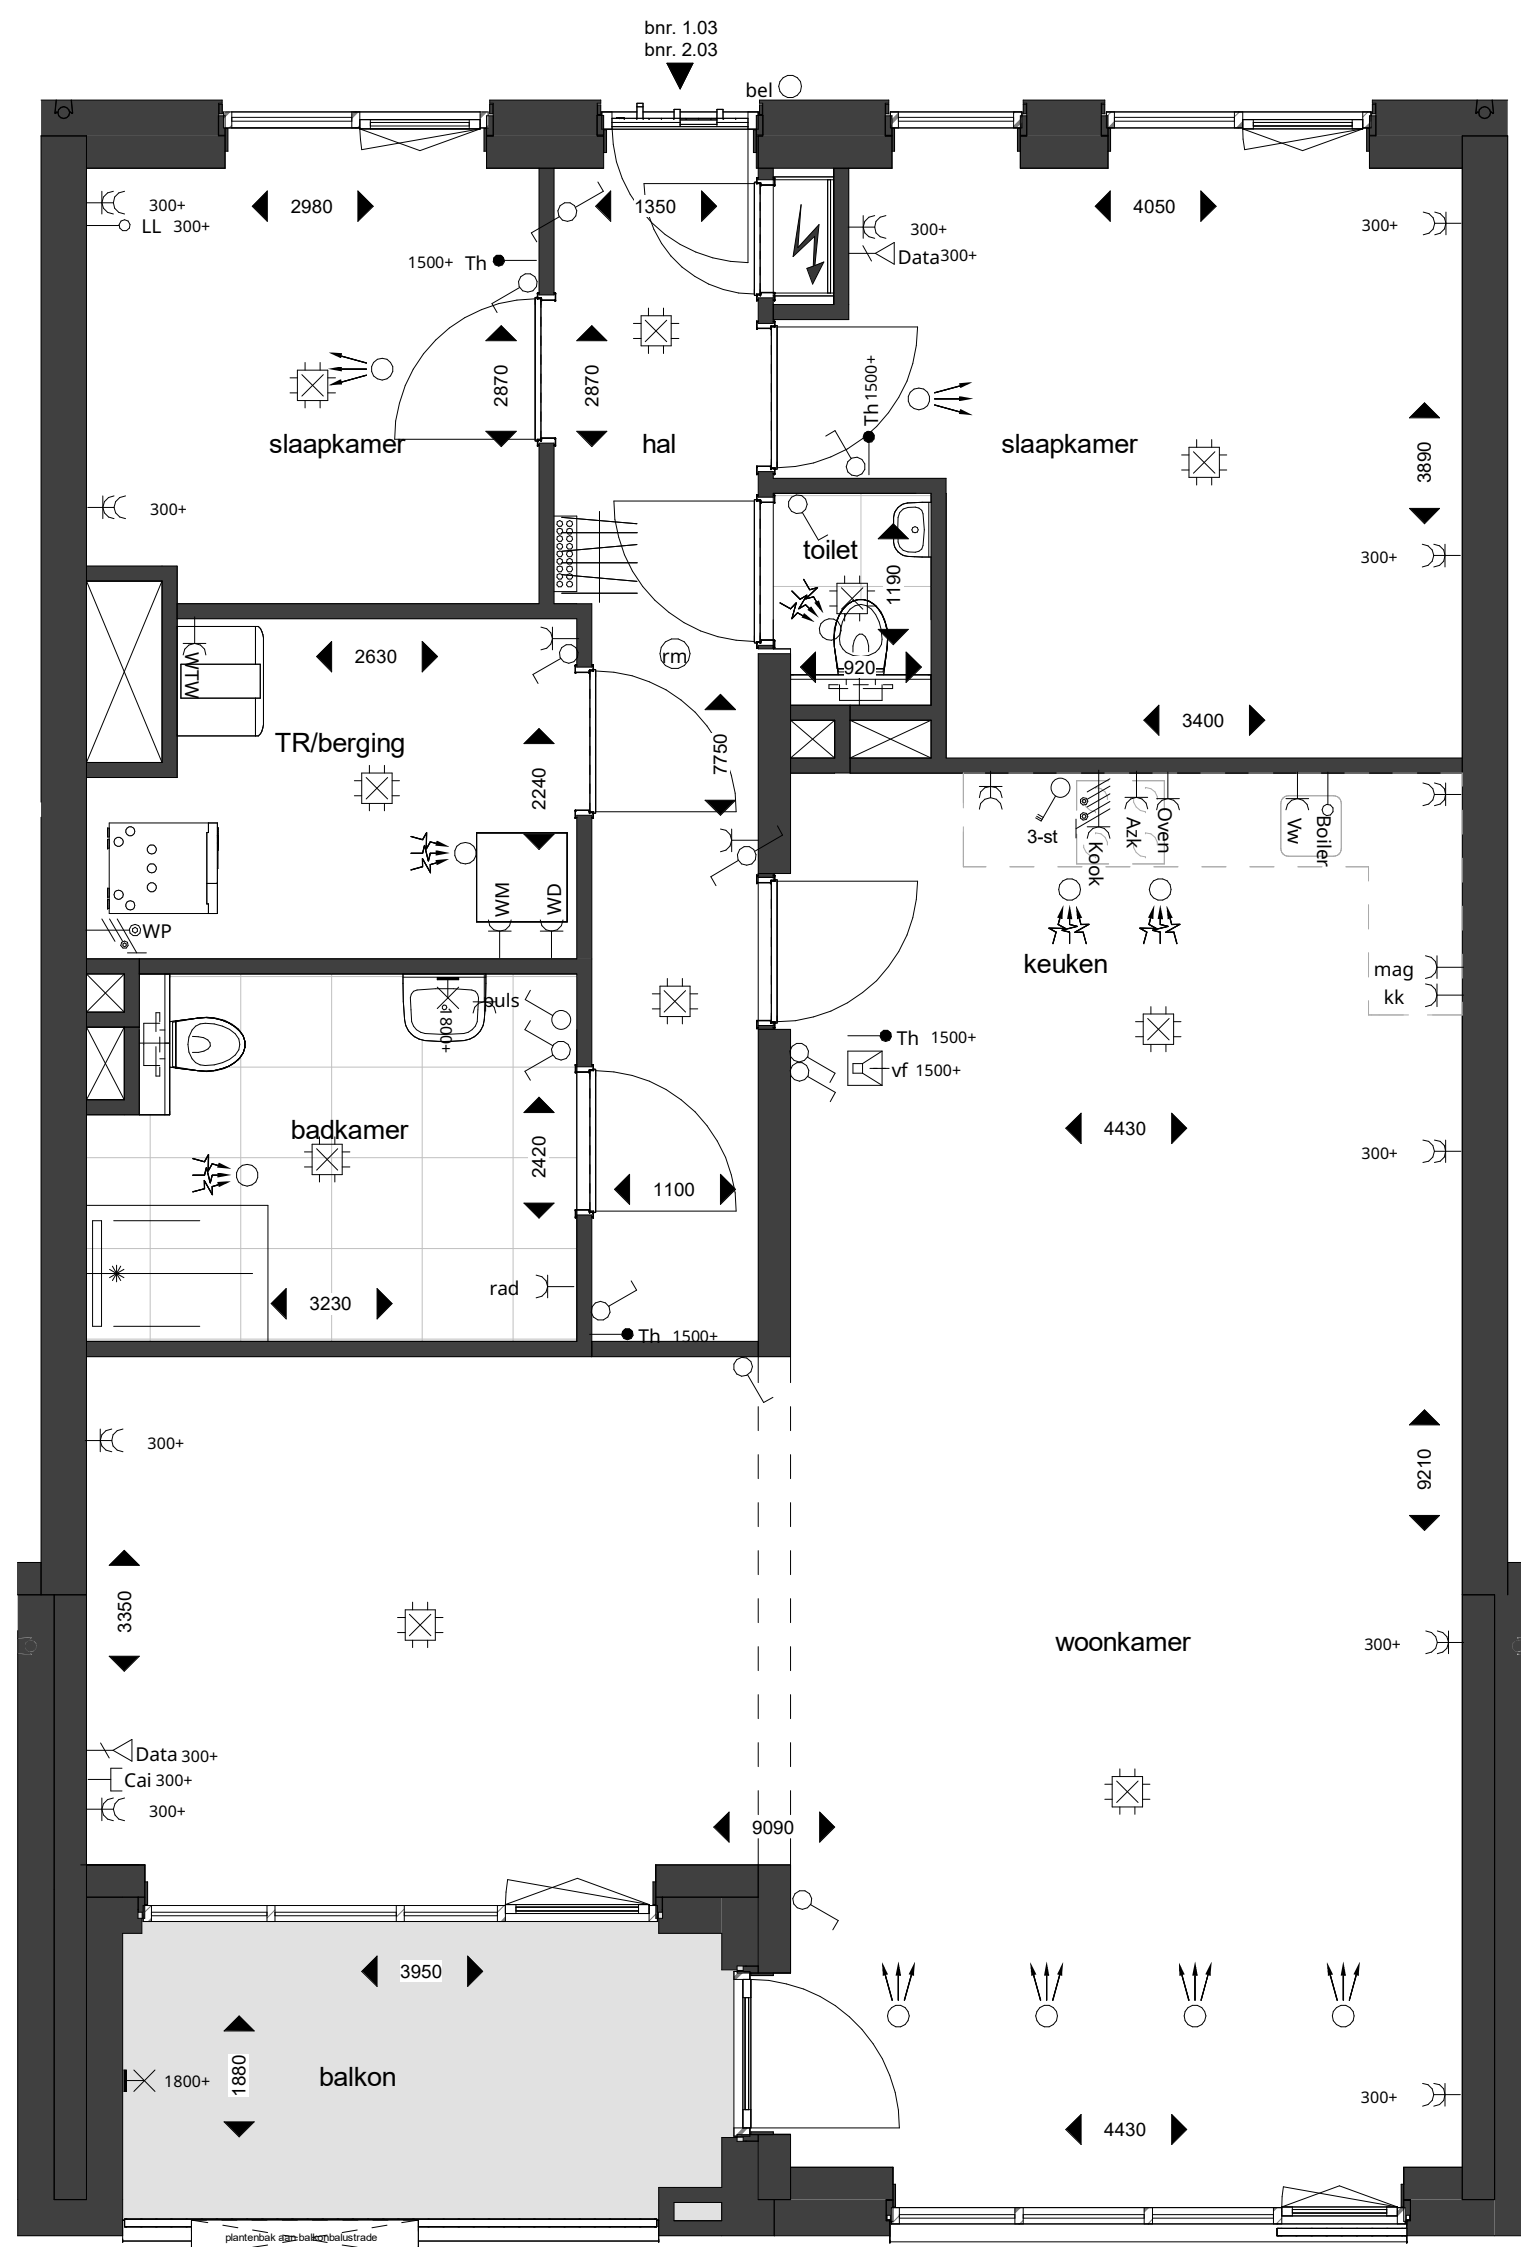 bnr. 1.03
bnr. 2.03
bel
300+
LL 300+
2980
1350
4050
300+
300+
Data 300+
1500+ Th
2870
2870
Th 1500+
slaapkamer
hal
slaapkamer
3890
300+
toilet
300+
1190
WTW
2630
rm
920
3400
TR/berging
7750
2240
3-st
Kook
Azk
Oven
Vw
Boiler
WM
WD
WP
keuken
mag
kk
puls
1800+
Th 1500+
vf 1500+
badkamer
2420
4430
300+
1100
rad
3230
Th 1500+
300+
9210
3350
woonkamer
300+
Data 300+
Cai 300+
300+
9090
3950
1880
balkon
1800+
300+
4430
plantenbak aan balkonbalustrade